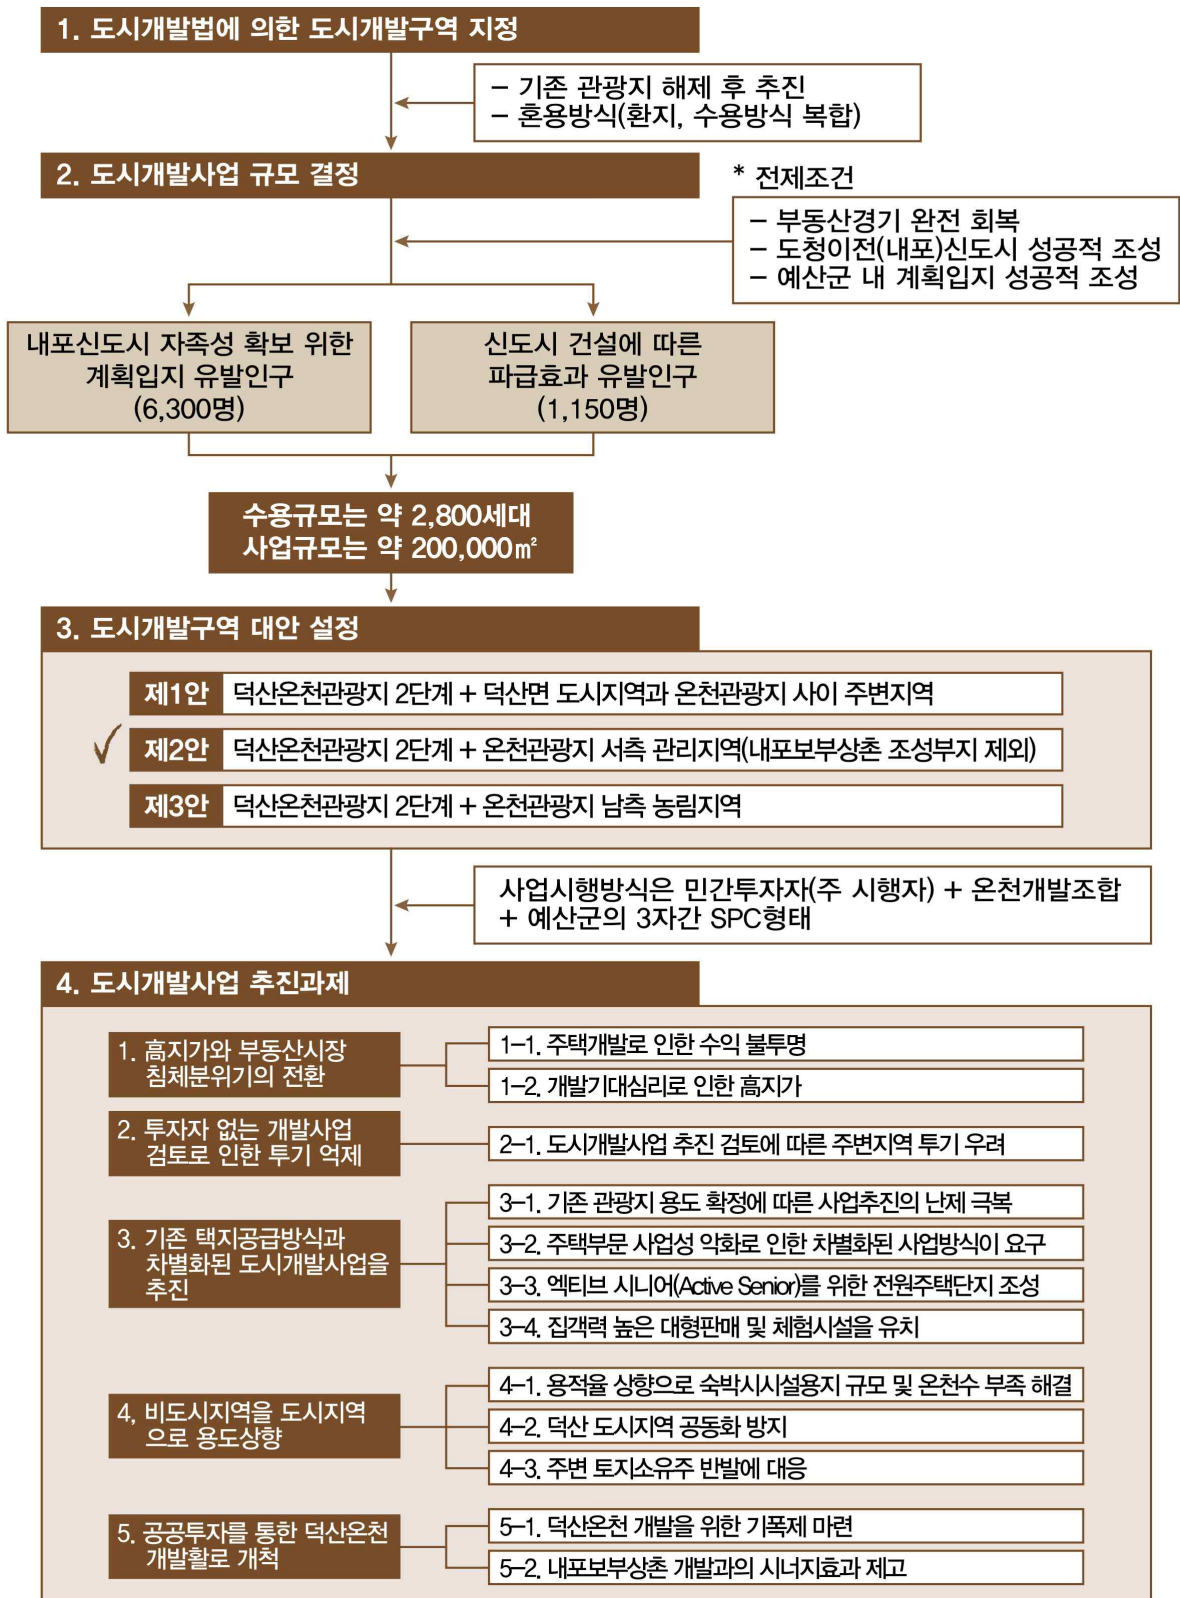 1. 도시개발법에 의한 도시개발구역 지정
– 기존 관광지 해제 후 추진
– 혼용방식(환지, 수용방식 복합)
2. 도시개발사업 규모 결정
* 전제조건
– 부동산경기 완전 회복
– 도청이전(내포)신도시 성공적 조성
– 예산군 내 계획입지 성공적 조성
내포신도시 자족성 확보 위한
계획입지 유발인구
(6,300명)
신도시 건설에 따른
파급효과 유발인구
(1,150명)
수용규모는 약 2,800세대
사업규모는 약 200,000㎡
3. 도시개발구역 대안 설정
제1안 덕산온천관광지 2단계 + 덕산면 도시지역과 온천관광지 사이 주변지역
제2안 덕산온천관광지 2단계 + 온천관광지 서측 관리지역(내포보부상촌 조성부지 제외)
제3안 덕산온천관광지 2단계 + 온천관광지 남측 농림지역
사업시행방식은 민간투자자(주 시행자) + 온천개발조합
+ 예산군의 3자간 SPC형태
4. 도시개발사업 추진과제
1. 高지가와 부동산시장
침체분위기의 전환
1–1. 주택개발로 인한 수익 불투명
1–2. 개발기대심리로 인한 高지가
2. 투자자 없는 개발사업
검토로 인한 투기 억제
2–1. 도시개발사업 추진 검토에 따른 주변지역 투기 우려
3. 기존 택지공급방식과
차별화된 도시개발사업을
추진
3–1. 기존 관광지 용도 확정에 따른 사업추진의 난제 극복
3–2. 주택부문 사업성 악화로 인한 차별화된 사업방식이 요구
3–3. 엑티브 시니어(Active Senior)를 위한 전원주택단지 조성
3–4. 집객력 높은 대형판매 및 체험시설을 유치
4, 비도시지역을 도시지역
으로 용도상향
4–1. 용적율 상향으로 숙박시시설용지 규모 및 온천수 부족 해결
4–2. 덕산 도시지역 공동화 방지
4–3. 주변 토지소유주 반발에 대응
5. 공공투자를 통한 덕산온천
개발활로 개척
5–1. 덕산온천 개발을 위한 기폭제 마련
5–2. 내포보부상촌 개발과의 시너지효과 제고